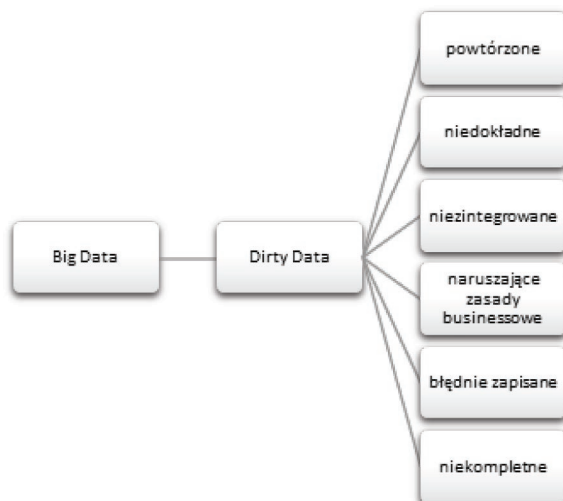 Big Data
Dirty Data
powtórzone
niedokładne
niezintegrowane
naruszające
zasady
businessowe
błędnie zapisane
niekompletne